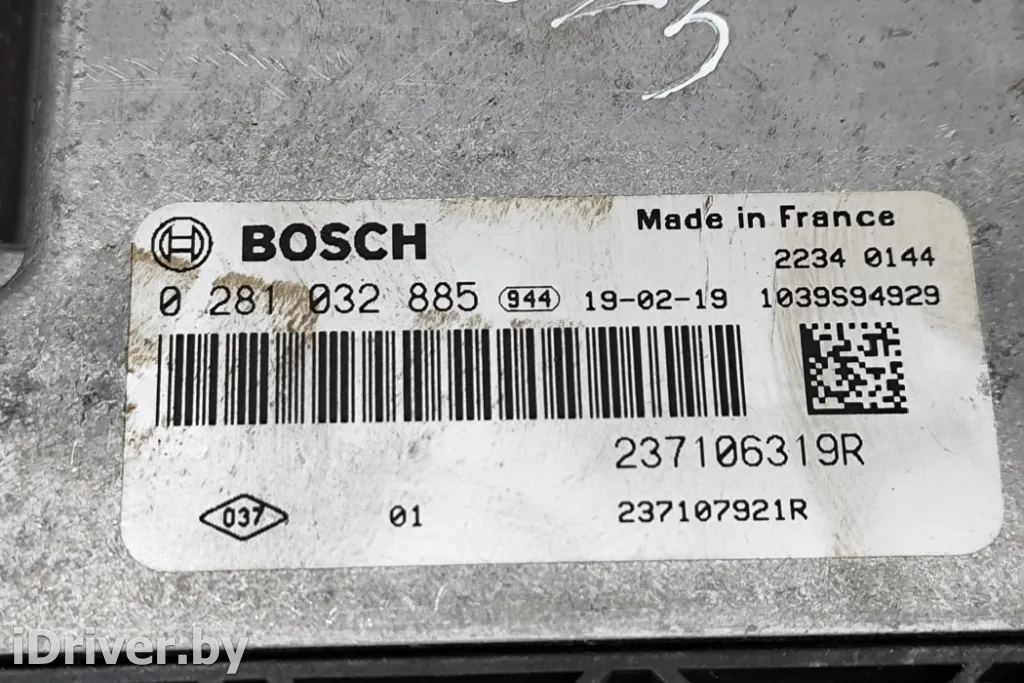 Made in France
BOSCH
2234 0144
0 281 032 885 944 19-02-19 1039S94929
237106319R
037 01 237107921R
iDriver.by